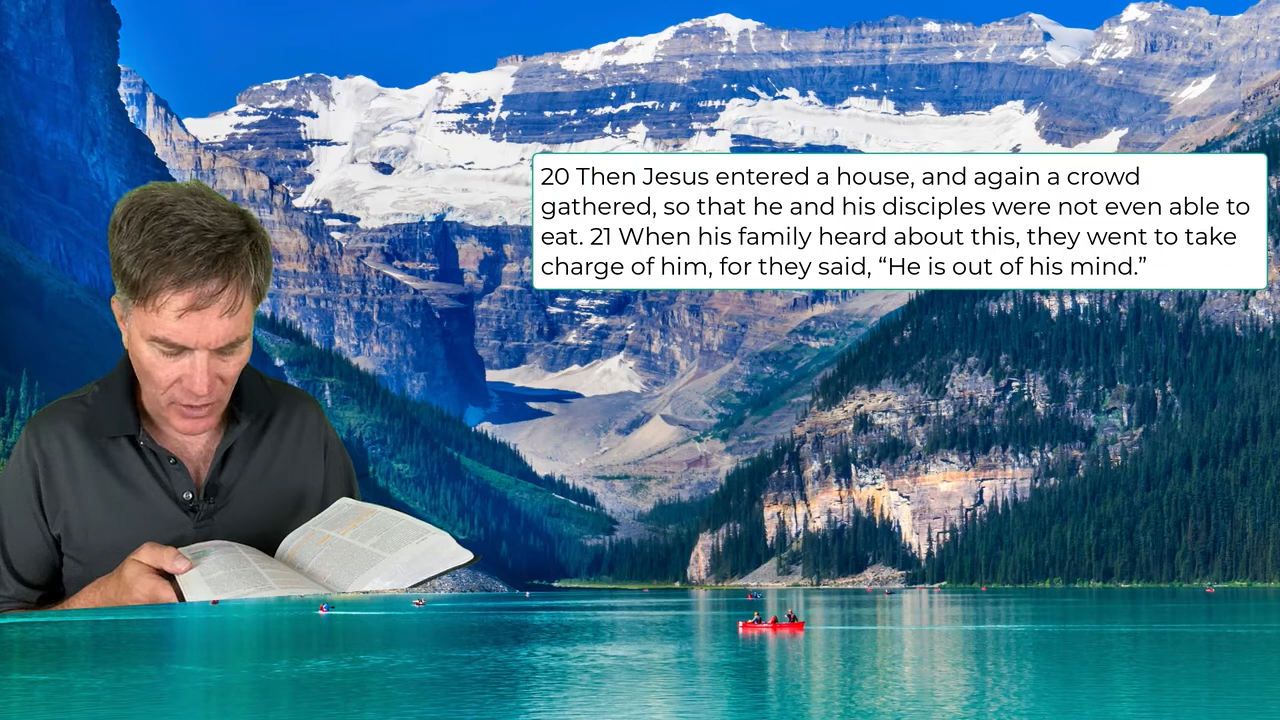 20 Then Jesus entered a house, and again a crowd
gathered, so that he and his disciples were not even able to
eat. 21 When his family heard about this, they went to take
charge of him, for they said, “He is out of his mind.”